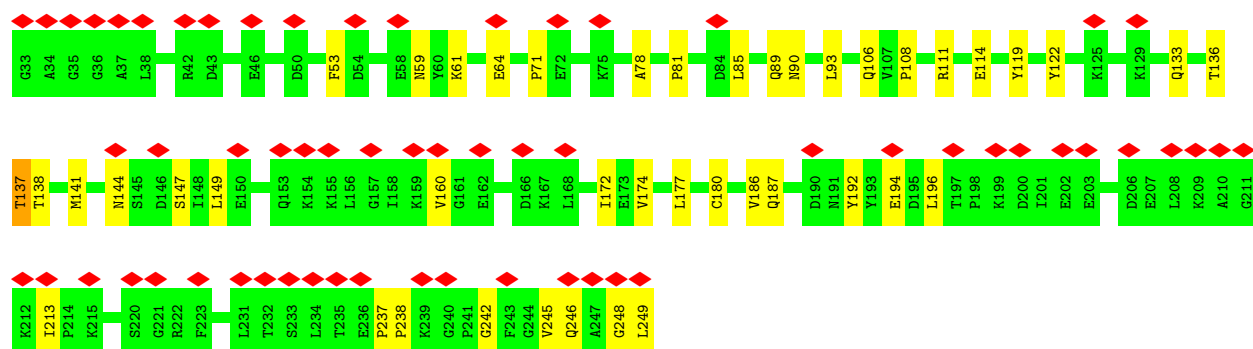 G33 A34 G35 G36 A37 L38 R42 D43 E46 D50 F53 D54 E58 N59 Y60 K61 E64 P71 E72 K75 A78 P81 D84 L85 Q89 N90 L93 Q106 V107 P108 R111 E114 Y119 Y122 K125 K129 Q133 T136
T137 T138 M141 N144 S145 D146 S147 I148 L149 E150 Q153 K154 K155 L156 G157 I158 K159 V160 G161 E162 D166 K167 L168 I172 E173 V174 L177 C180 V186 Q187 D190 N191 Y192 Y193 E194 D195 L196 T197 P198 K199 D200 I201 E202 E203 D206 E207 L208 K209 A210 G211
K212 I213 P214 K215 S220 G221 R222 F223 L231 T232 S233 L234 T235 E236 P237 P238 K239 G240 P241 G242 F243 G244 V245 Q246 A247 G248 L249